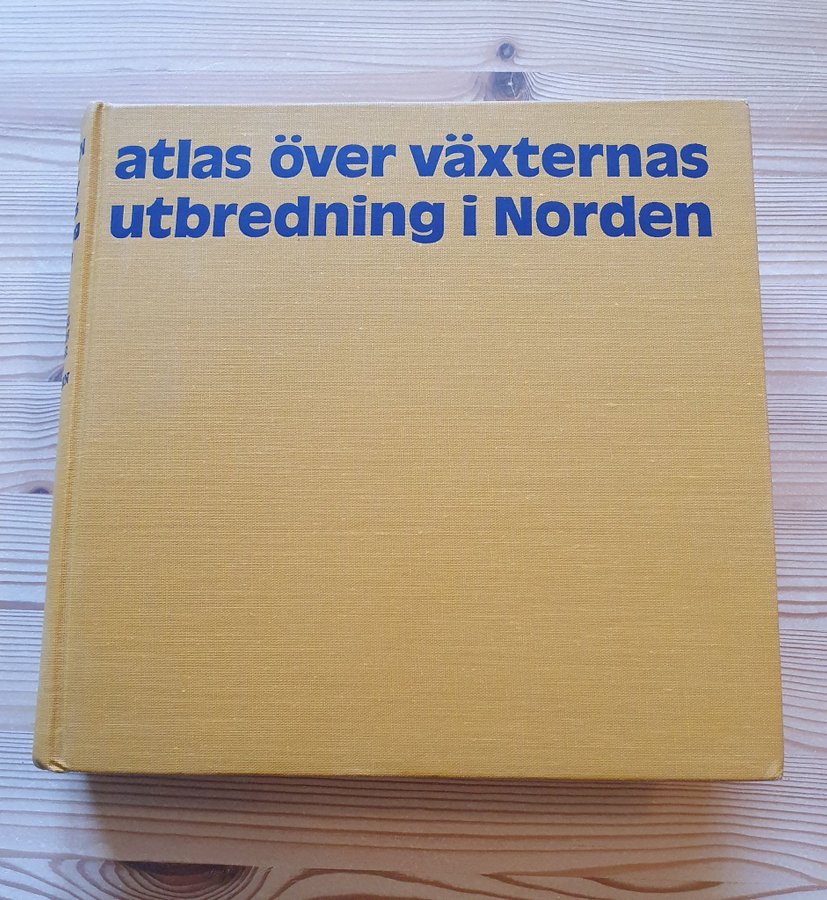 atlas över växternas
utbredning i Norden